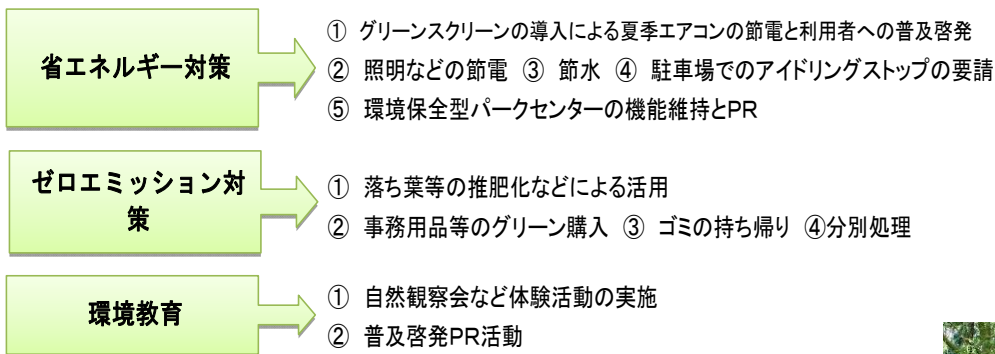 省エネルギー対策
① グリーンスクリーンの導入による夏季エアコンの節電と利用者への普及啓発
② 照明などの節電 ③ 節水 ④ 駐車場でのアイドリングストップの要請
⑤ 環境保全型パークセンターの機能維持とPR
ゼロエミッション対
策
① 落ち葉等の推肥化などによる活用
② 事務用品等のグリーン購入 ③ ゴミの持ち帰り ④分別処理
環境教育
① 自然観察会など体験活動の実施
② 普及啓発PR活動